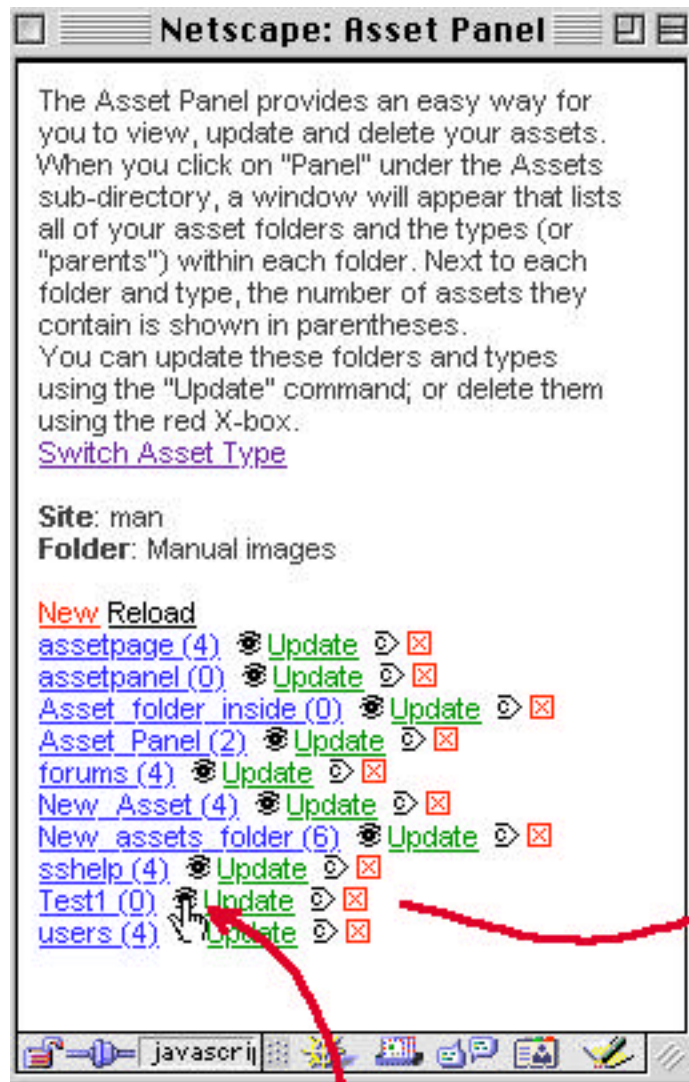 Netscape: Asset Panel
The Asset Panel provides an easy way for
you to view, update and delete your assets.
When you click on "Panel" under the Assets
sub-directory, a window will appear that lists
all of your asset folders and the types (or
"parents") within each folder. Next to each
folder and type, the number of assets they
contain is shown in parentheses.
You can update these folders and types
using the "Update" command; or delete them
using the red X-box.
Switch Asset Type
Site: man
Folder: Manual images
New Reload
assetpage (4) Update
assetpanel (0) Update
Asset_folder_inside (0) Update
Asset_Panel (2) Update
forums (4) Update
New_Asset (4) Update
New_assets_folder (6) Update
sshelp (4) Update
Test1 (0) Update
users (4) Update
javascri